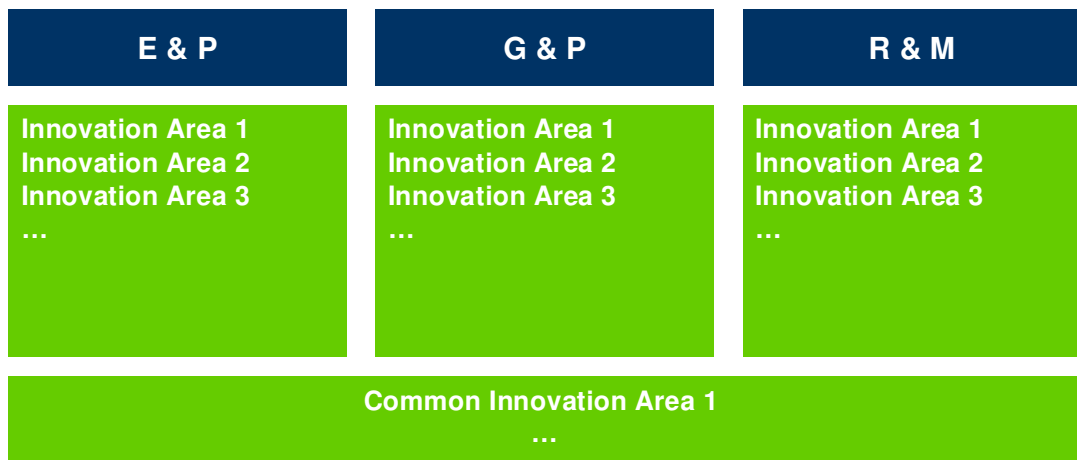 E & P
Innovation Area 1
Innovation Area 2
Innovation Area 3
...
G & P
Innovation Area 1
Innovation Area 2
Innovation Area 3
...
R & M
Innovation Area 1
Innovation Area 2
Innovation Area 3
...
Common Innovation Area 1
...